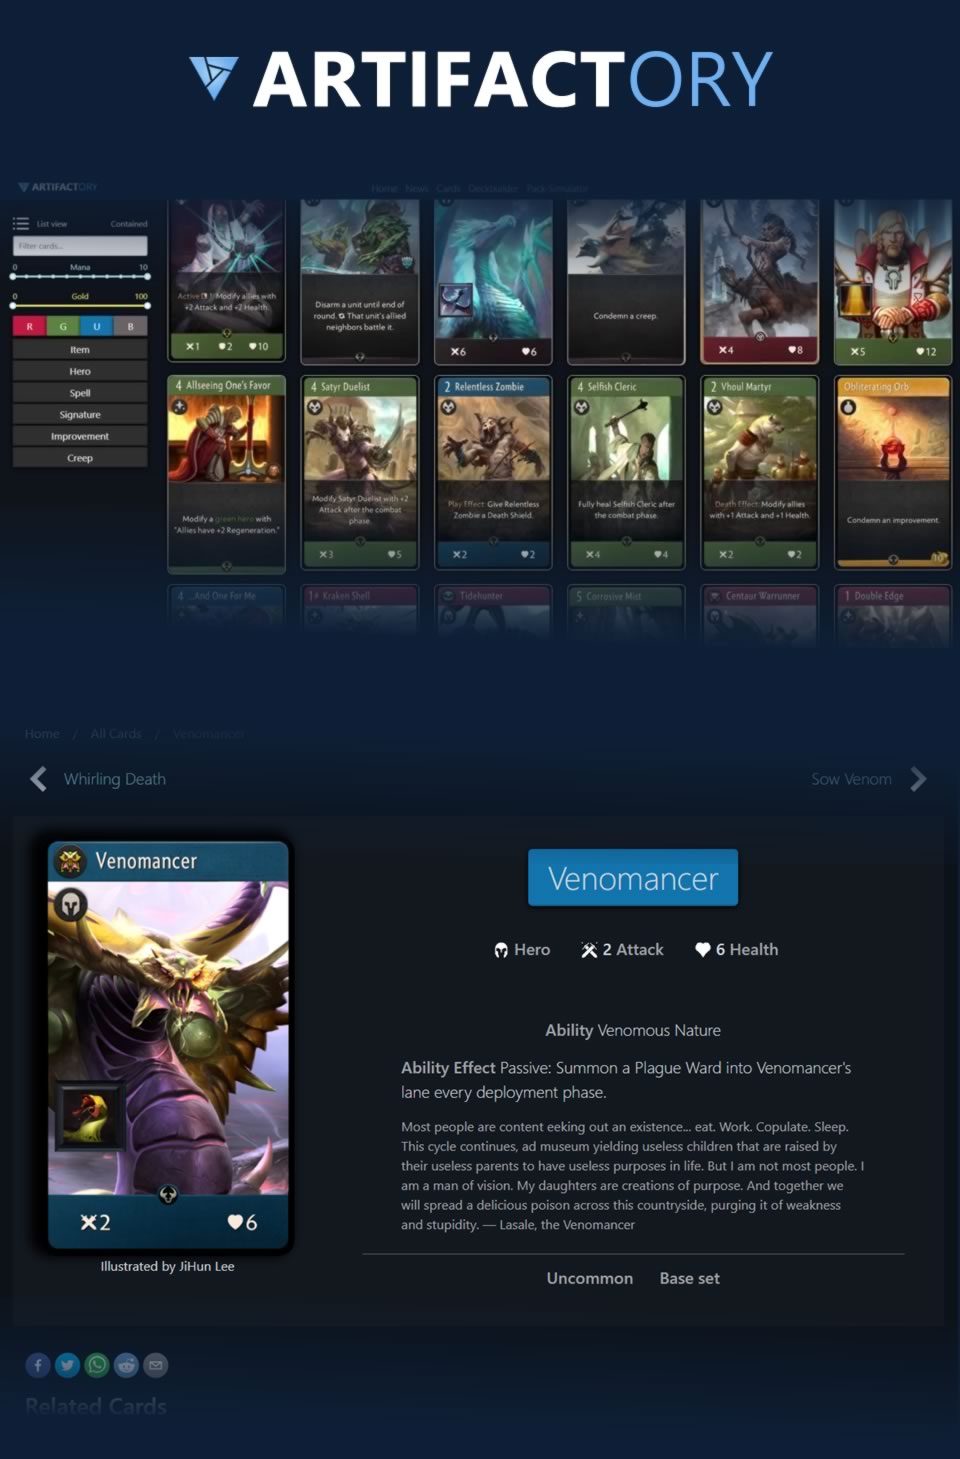 ARTIFACTORY
ARTIFACTORY
Home News Cards Deckbuilder Pack-Simulator
List view Contained
Filter cards...
0 Mana 10
0 Gold 100
R G U B
Item
Hero
Spell
Signature
Improvement
Creep
Active 1: Modify allies with
+2 Attack and +2 Health.
1 2 10
Disarm a unit until end of
round. That unit's allied
neighbors battle it.
6 6
Condemn a creep.
4 8
5 12
4 Allseeing One's Favor
Modify a green hero with
"Allies have +2 Regeneration."
4 Satyr Duelist
Modify Satyr Duelist with +2
Attack after the combat
phase.
3 5
2 Relentless Zombie
Play Effect: Give Relentless
Zombie a Death Shield.
2 2
4 Selfish Cleric
Fully heal Selfish Cleric after
the combat phase.
4 4
2 Vhoul Martyr
Death Effect: Modify allies
with +1 Attack and +1 Health.
2 2
Obliterating Orb
Condemn an improvement.
10
4 ...And One For Me
1 Kraken Shell
Tidehunter
5 Corrosive Mist
Centaur Warrunner
1 Double Edge
Home / All Cards / Venomancer
Whirling Death
Sow Venom
Venomancer
2 6
Illustrated by JiHun Lee
Venomancer
Hero 2 Attack 6 Health
Ability Venomous Nature
Ability Effect Passive: Summon a Plague Ward into Venomancer's
lane every deployment phase.
Most people are content eeking out an existence... eat. Work. Copulate. Sleep.
This cycle continues, ad museum yielding useless children that are raised by
their useless parents to have useless purposes in life. But I am not most people. I
am a man of vision. My daughters are creations of purpose. And together we
will spread a delicious poison across this countryside, purging it of weakness
and stupidity. — Lasale, the Venomancer
Uncommon Base set
Related Cards